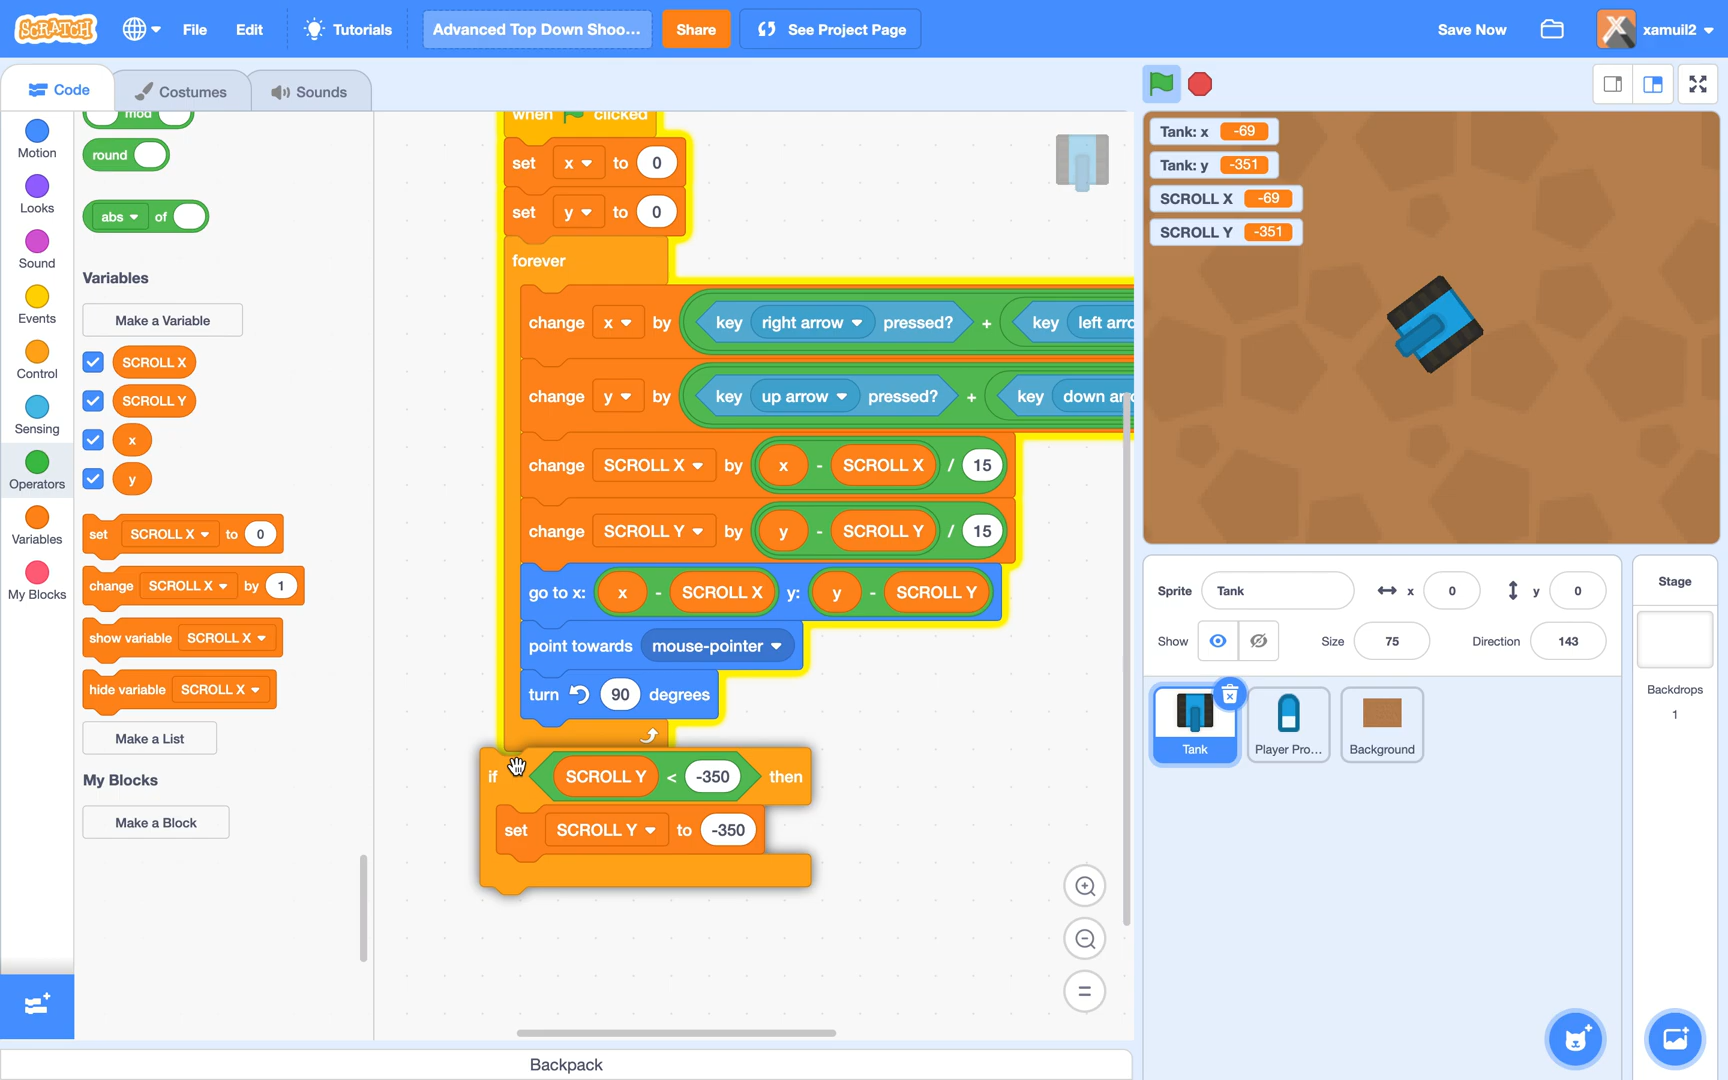 SCRATCH File Edit Tutorials Advanced Top Down Shoo... Share See Project Page Save Now xamuil2
Code Costumes Sounds
Motion
Looks
Sound
Events
Control
Sensing
Operators
Variables
My Blocks
mod
round
abs of
Variables
Make a Variable
SCROLL X
SCROLL Y
x
y
set SCROLL X to 0
change SCROLL X by 1
show variable SCROLL X
hide variable SCROLL X
Make a List
My Blocks
Make a Block
when clicked
set x to 0
set y to 0
forever
change x by key right arrow pressed? + key left arro
change y by key up arrow pressed? + key down arr
change SCROLL X by x - SCROLL X / 15
change SCROLL Y by y - SCROLL Y / 15
go to x: x - SCROLL X y: y - SCROLL Y
point towards mouse-pointer
turn 90 degrees
if SCROLL Y < -350 then
set SCROLL Y to -350
Backpack
Tank: x -69
Tank: y -351
SCROLL X -69
SCROLL Y -351
Sprite Tank x 0 y 0
Show Size 75 Direction 143
Tank
Player Pro...
Background
Stage
Backdrops
1